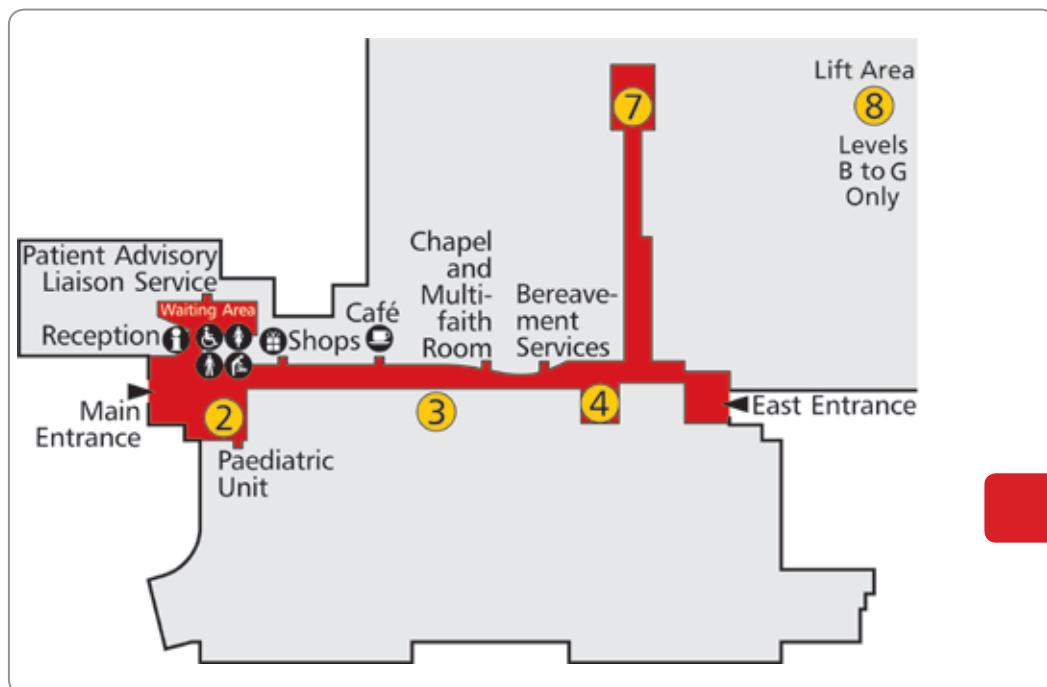 Lift Area
8
Levels
B to G
Only
7
Patient Advisory
Liaison Service
Waiting Area
Reception
Shops
Café
Chapel
and
Multi-
faith
Room
Bereave-
ment
Services
Main
Entrance
2
3
4
East Entrance
Paediatric
Unit